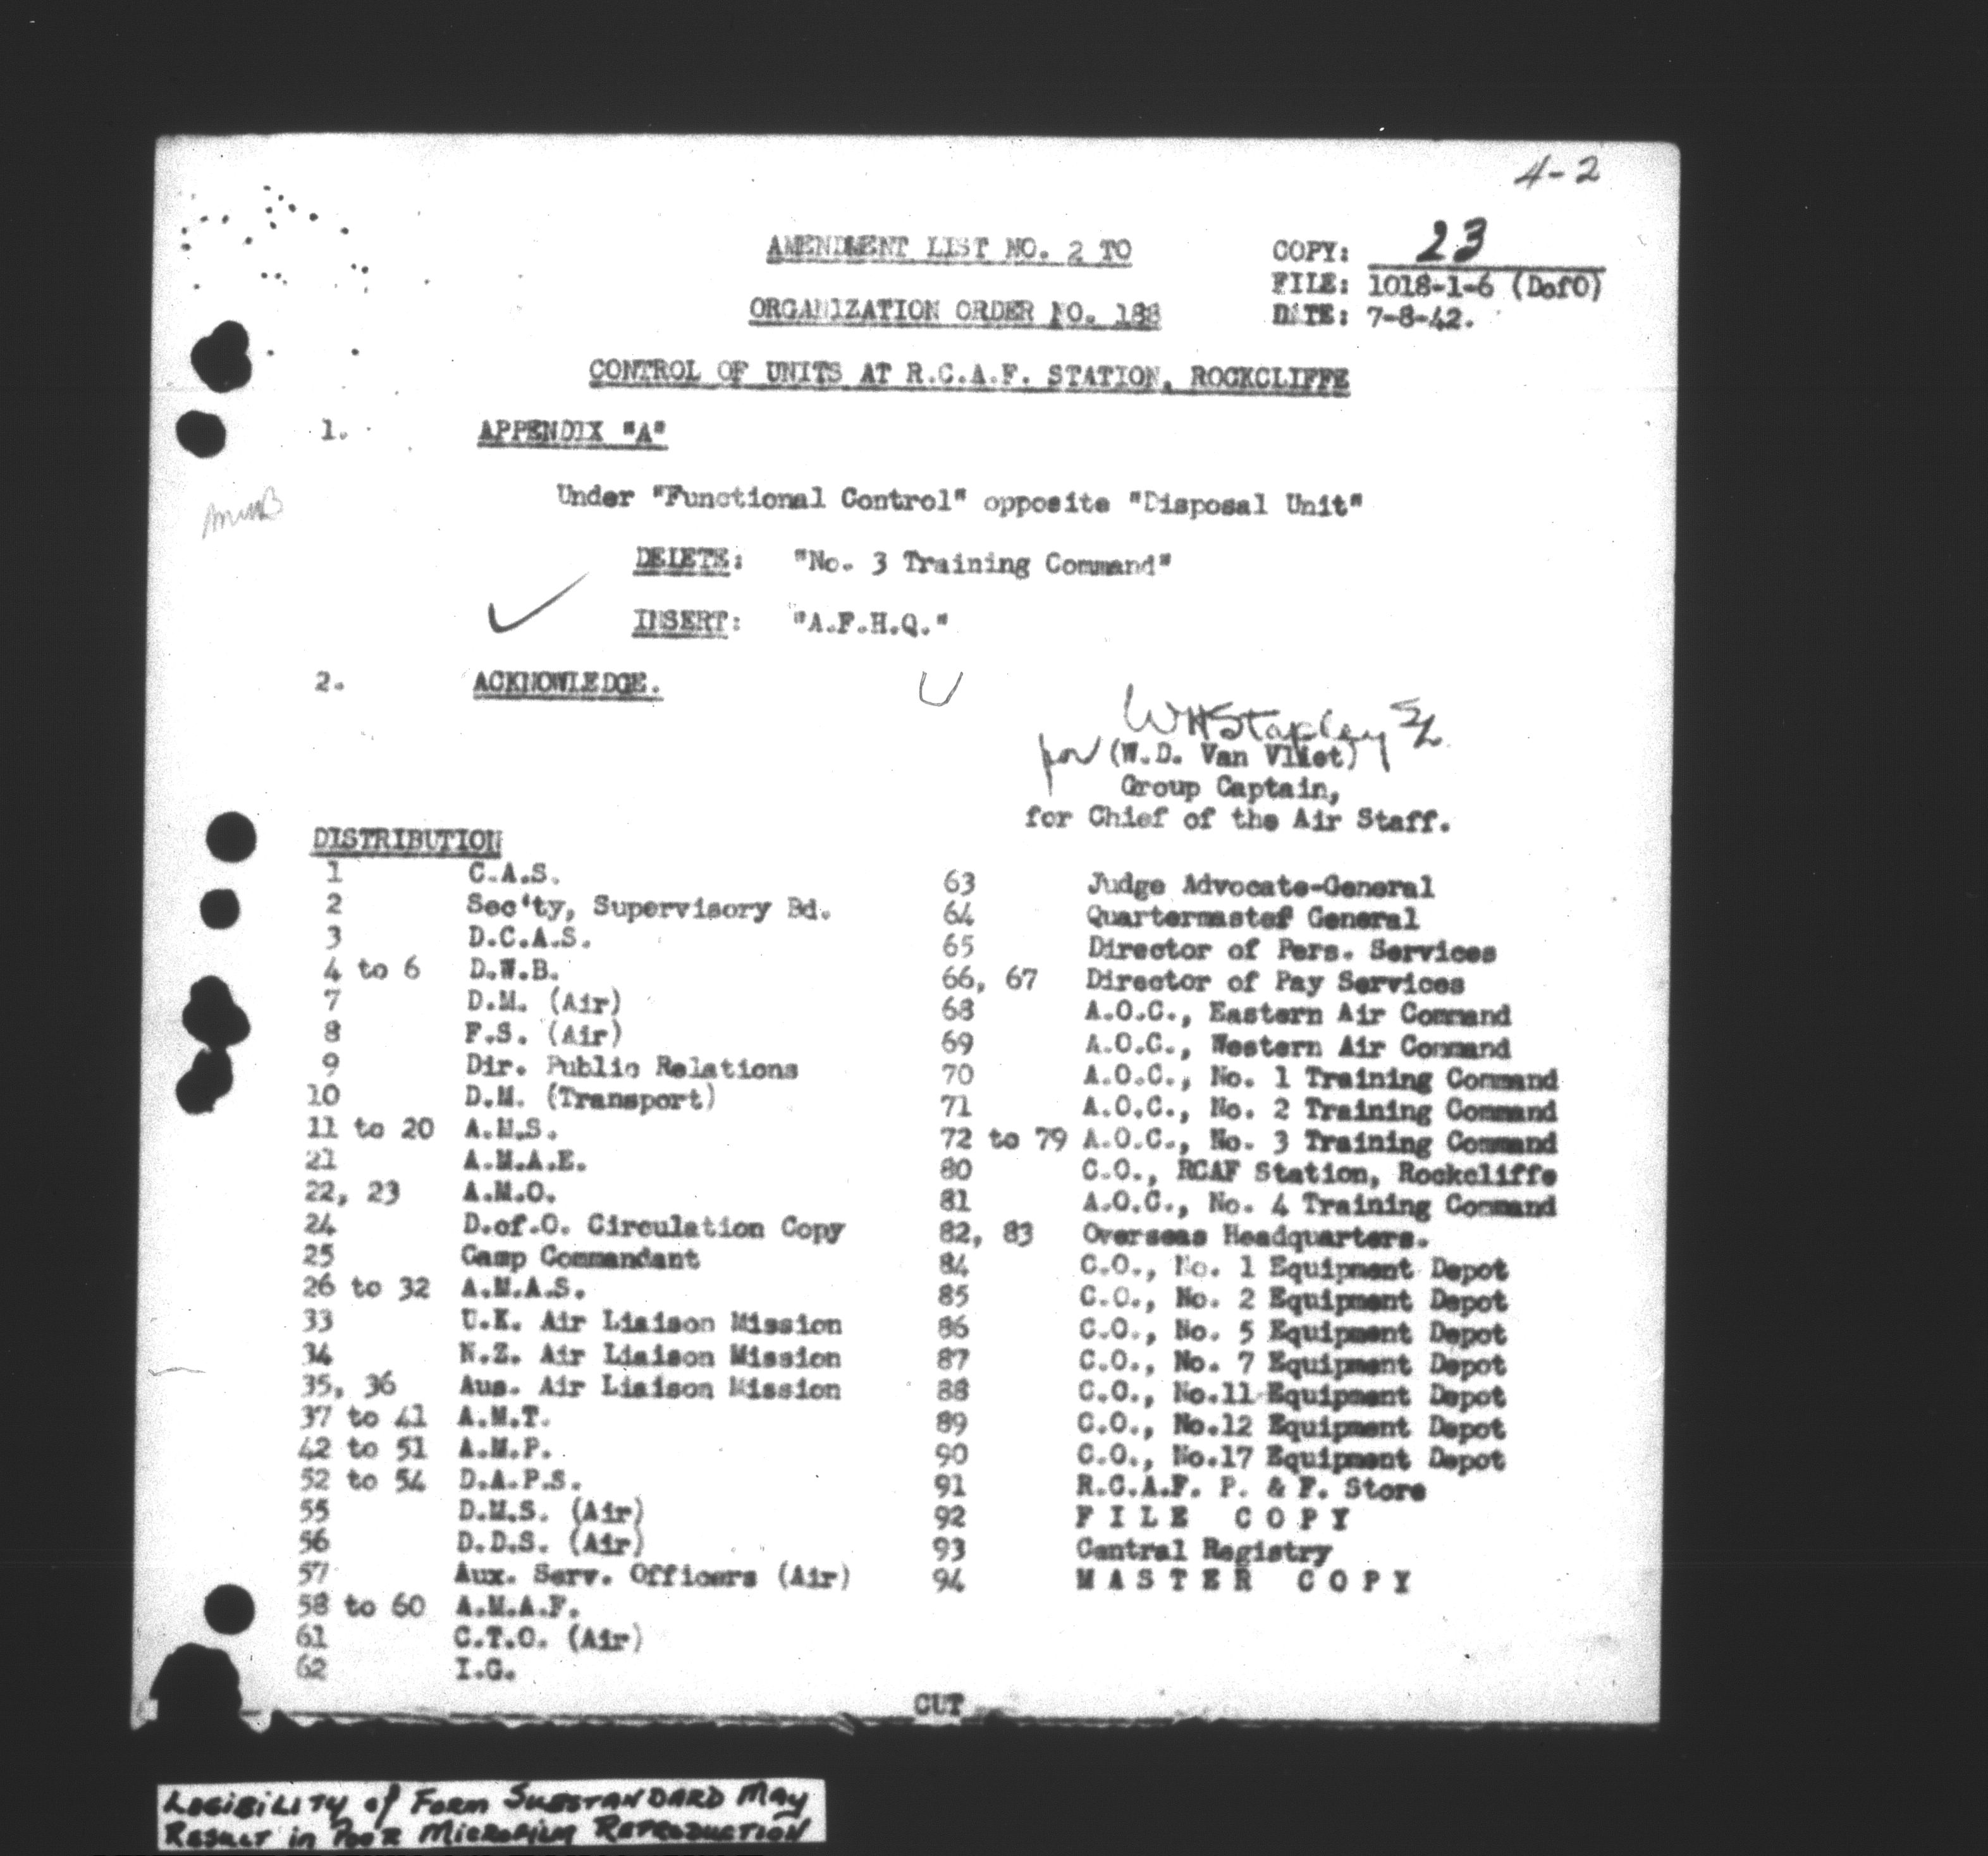 4-2
AMENDMENT LIST NO. 2 TO
ORGANIZATION ORDER NO. 188
COPY: 23
FILE: 1018-1-6 (DofO)
DATE: 7-8-42.
CONTROL OF UNITS AT R.C.A.F. STATION, ROCKCLIFFE
1. APPENDIX "A"
Under "Functional Control" opposite "Disposal Unit"
DELETE: "No. 3 Training Command"
INSERT: "A.F.H.Q."
2. ACKNOWLEDGE.
WHStapley S/L
for (W.D. Van Vliet)
Group Captain,
for Chief of the Air Staff.
DISTRIBUTION
1 C.A.S.
2 Sec'ty, Supervisory Bd.
3 D.C.A.S.
4 to 6 D.W.B.
7 D.M. (Air)
8 F.S. (Air)
9 Dir. Public Relations
10 D.M. (Transport)
11 to 20 A.M.S.
21 A.M.A.E.
22, 23 A.M.O.
24 D.of.O. Circulation Copy
25 Camp Commandant
26 to 32 A.M.A.S.
33 U.K. Air Liaison Mission
34 N.Z. Air Liaison Mission
35, 36 Aus. Air Liaison Mission
37 to 41 A.M.T.
42 to 51 A.M.P.
52 to 54 D.A.P.S.
55 D.M.S. (Air)
56 D.D.S. (Air)
57 Aux. Serv. Officers (Air)
58 to 60 A.M.A.F.
61 C.T.O. (Air)
62 I.G.
63 Judge Advocate-General
64 Quartermaster General
65 Director of Pers. Services
66, 67 Director of Pay Services
68 A.O.C., Eastern Air Command
69 A.O.C., Western Air Command
70 A.O.C., No. 1 Training Command
71 A.O.C., No. 2 Training Command
72 to 79 A.O.C., No. 3 Training Command
80 C.O., RCAF Station, Rockcliffe
81 A.O.C., No. 4 Training Command
82, 83 Overseas Headquarters.
84 C.O., No. 1 Equipment Depot
85 C.O., No. 2 Equipment Depot
86 C.O., No. 5 Equipment Depot
87 C.O., No. 7 Equipment Depot
88 C.O., No.11 Equipment Depot
89 C.O., No.12 Equipment Depot
90 C.O., No.17 Equipment Depot
91 R.C.A.F. P. & F. Store
92 F I L E C O P Y
93 Central Registry
94 M A S T E R C O P Y
CUT
LEGIBILITY of FORM SUBSTANDARD MAY
RESULT in POOR MICROFILM REPRODUCTION